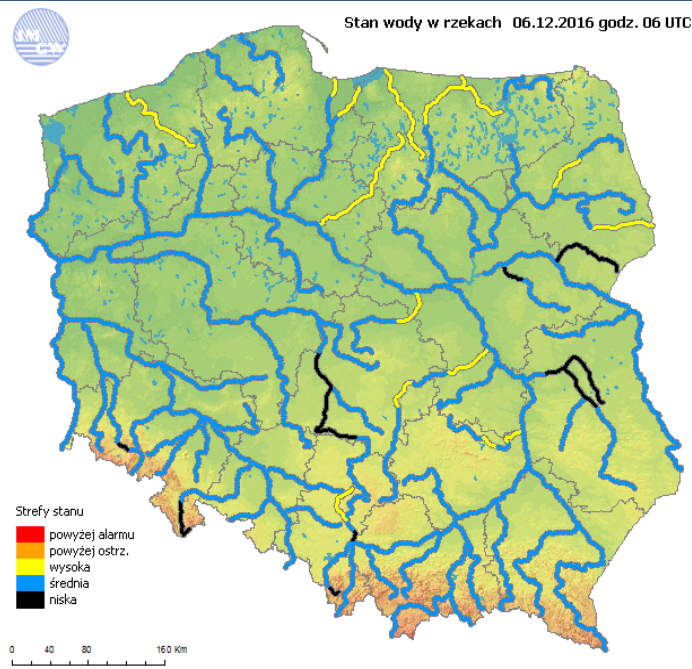 IMGW
Stan wody w rzekach 06.12.2016 godz. 06 UTC
Strefy stanu
powyżej alarmu
powyżej ostrz.
wysoka
średnia
niska
0 40 80 160 Km